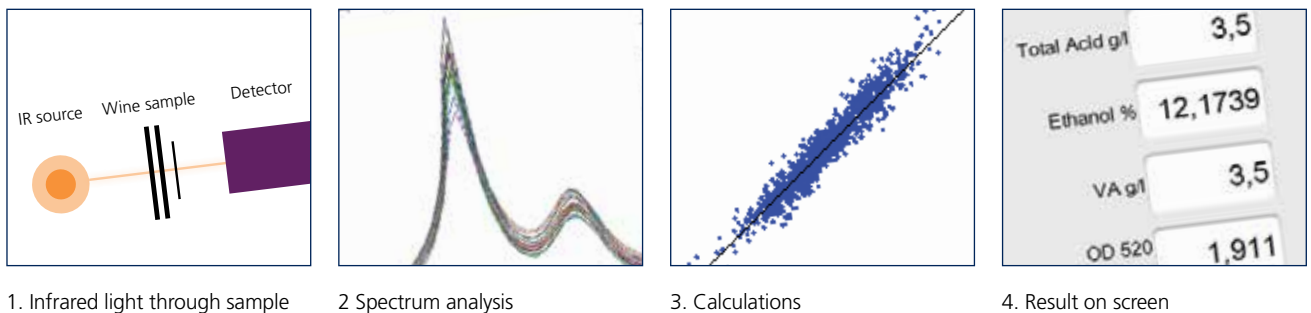 IR source
Wine sample
Detector
Total Acid g/l
3,5
Ethanol %
12,1739
VA g/l
3,5
OD 520
1,911
1. Infrared light through sample
2 Spectrum analysis
3. Calculations
4. Result on screen